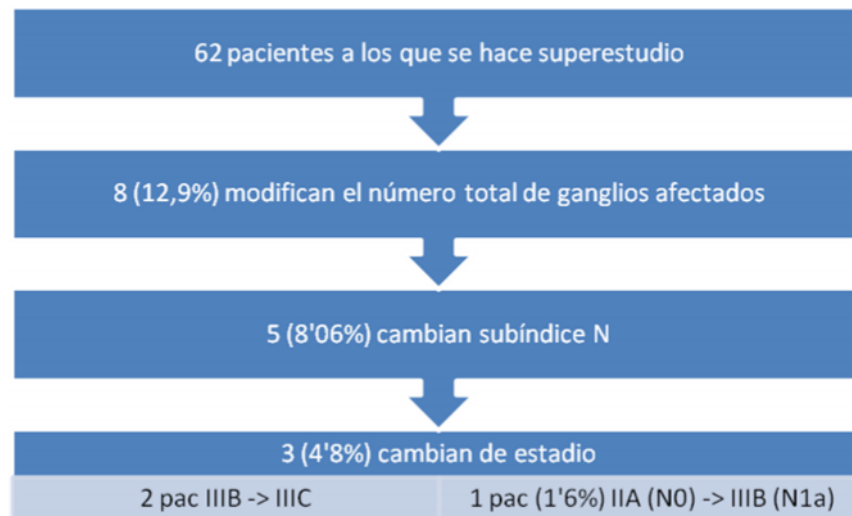 62 pacientes a los que se hace superestudio
8 (12,9%) modifican el número total de ganglios afectados
5 (8'06%) cambian subíndice N
3 (4'8%) cambian de estadio
2 pac IIIB -> IIIC
1 pac (1'6%) IIA (N0) -> IIIB (N1a)